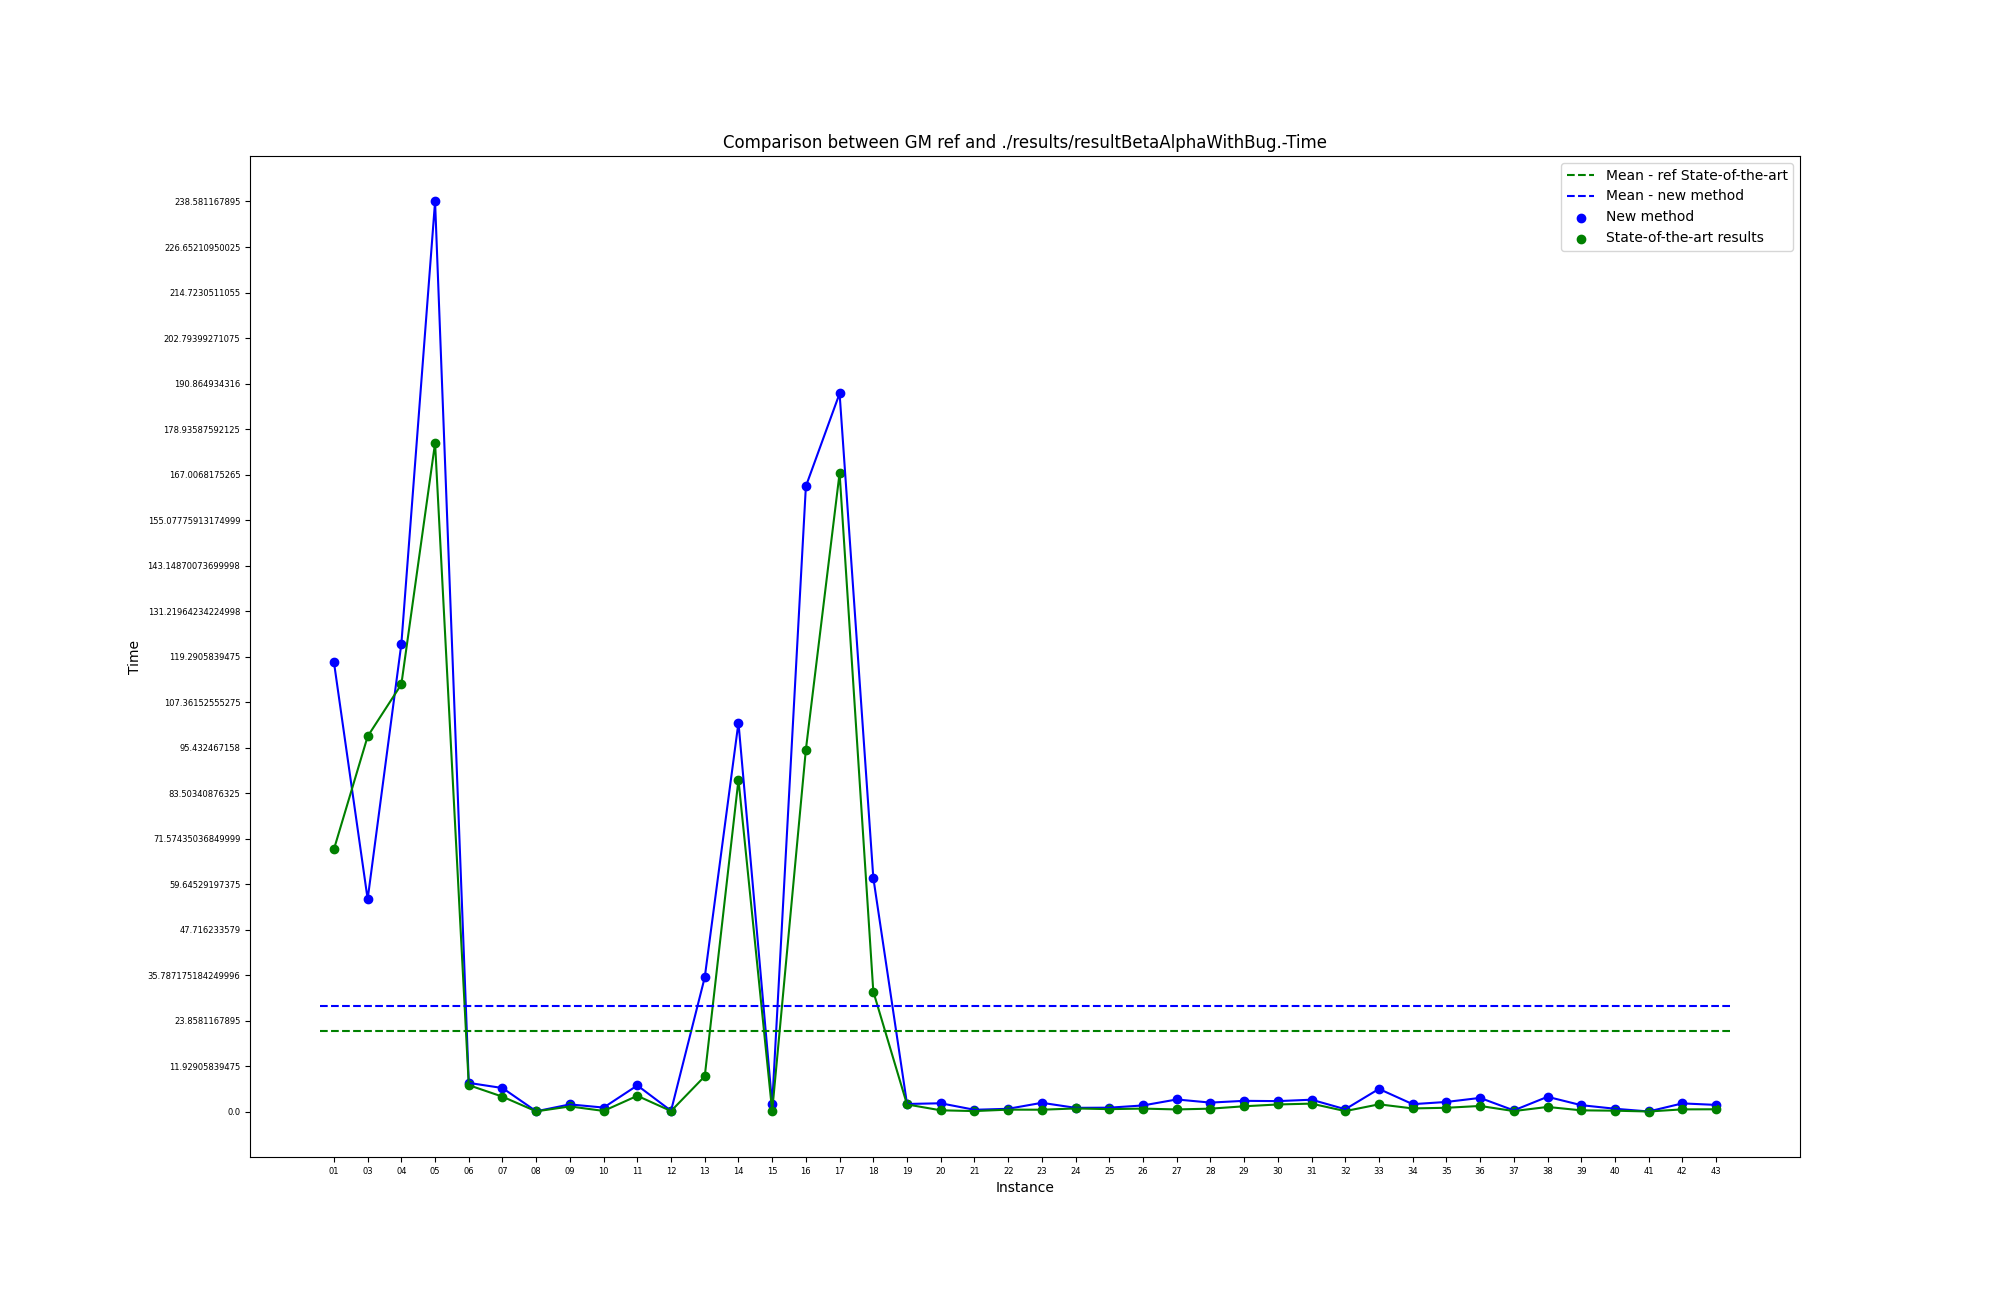 Comparison between GM ref and ./results/resultBetaAlphaWithBug.-Time
Mean - ref State-of-the-art
Mean - new method
New method
State-of-the-art results
238.581167895
226.65210950025
214.7230511055
202.79399271075
190.864934316
178.93587592125
167.0068175265
155.07775913174999
143.14870073699998
131.21964234224998
119.2905839475
107.36152555275
95.432467158
83.50340876325
71.57435036849999
59.64529197375
47.716233579
35.787175184249996
23.8581167895
11.92905839475
0.0
Time
01 03 04 05 06 07 08 09 10 11 12 13 14 15 16 17 18 19 20 21 22 23 24 25 26 27 28 29 30 31 32 33 34 35 36 37 38 39 40 41 42 43
Instance